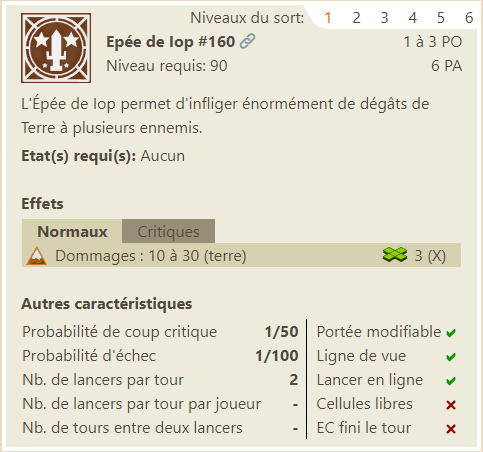 Niveaux du sort: 1 2 3 4 5 6
Epée de Iop #160 1 à 3 PO
Niveau requis: 90 6 PA
L'Épée de Iop permet d'infliger énormément de dégâts de
Terre à plusieurs ennemis.
Etat(s) requi(s): Aucun
Effets
Normaux Critiques
Dommages : 10 à 30 (terre) 3 (X)
Autres caractéristiques
Probabilité de coup critique 1/50 Portée modifiable
Probabilité d'échec 1/100 Ligne de vue
Nb. de lancers par tour 2 Lancer en ligne
Nb. de lancers par tour par joueur - Cellules libres
Nb. de tours entre deux lancers - EC fini le tour